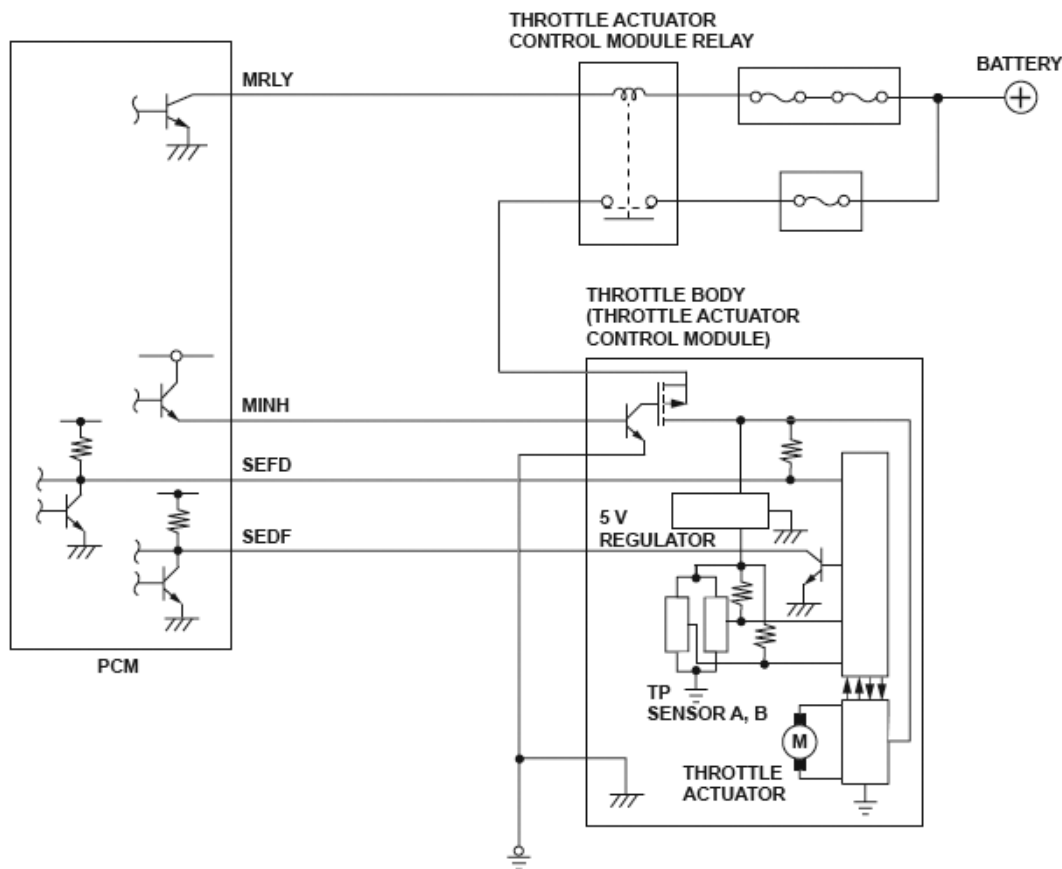 THROTTLE ACTUATOR
CONTROL MODULE RELAY
BATTERY
MRLY
THROTTLE BODY
(THROTTLE ACTUATOR
CONTROL MODULE)
MINH
SEFD
SEDF
5 V
REGULATOR
PCM
TP
SENSOR A, B
M
THROTTLE
ACTUATOR